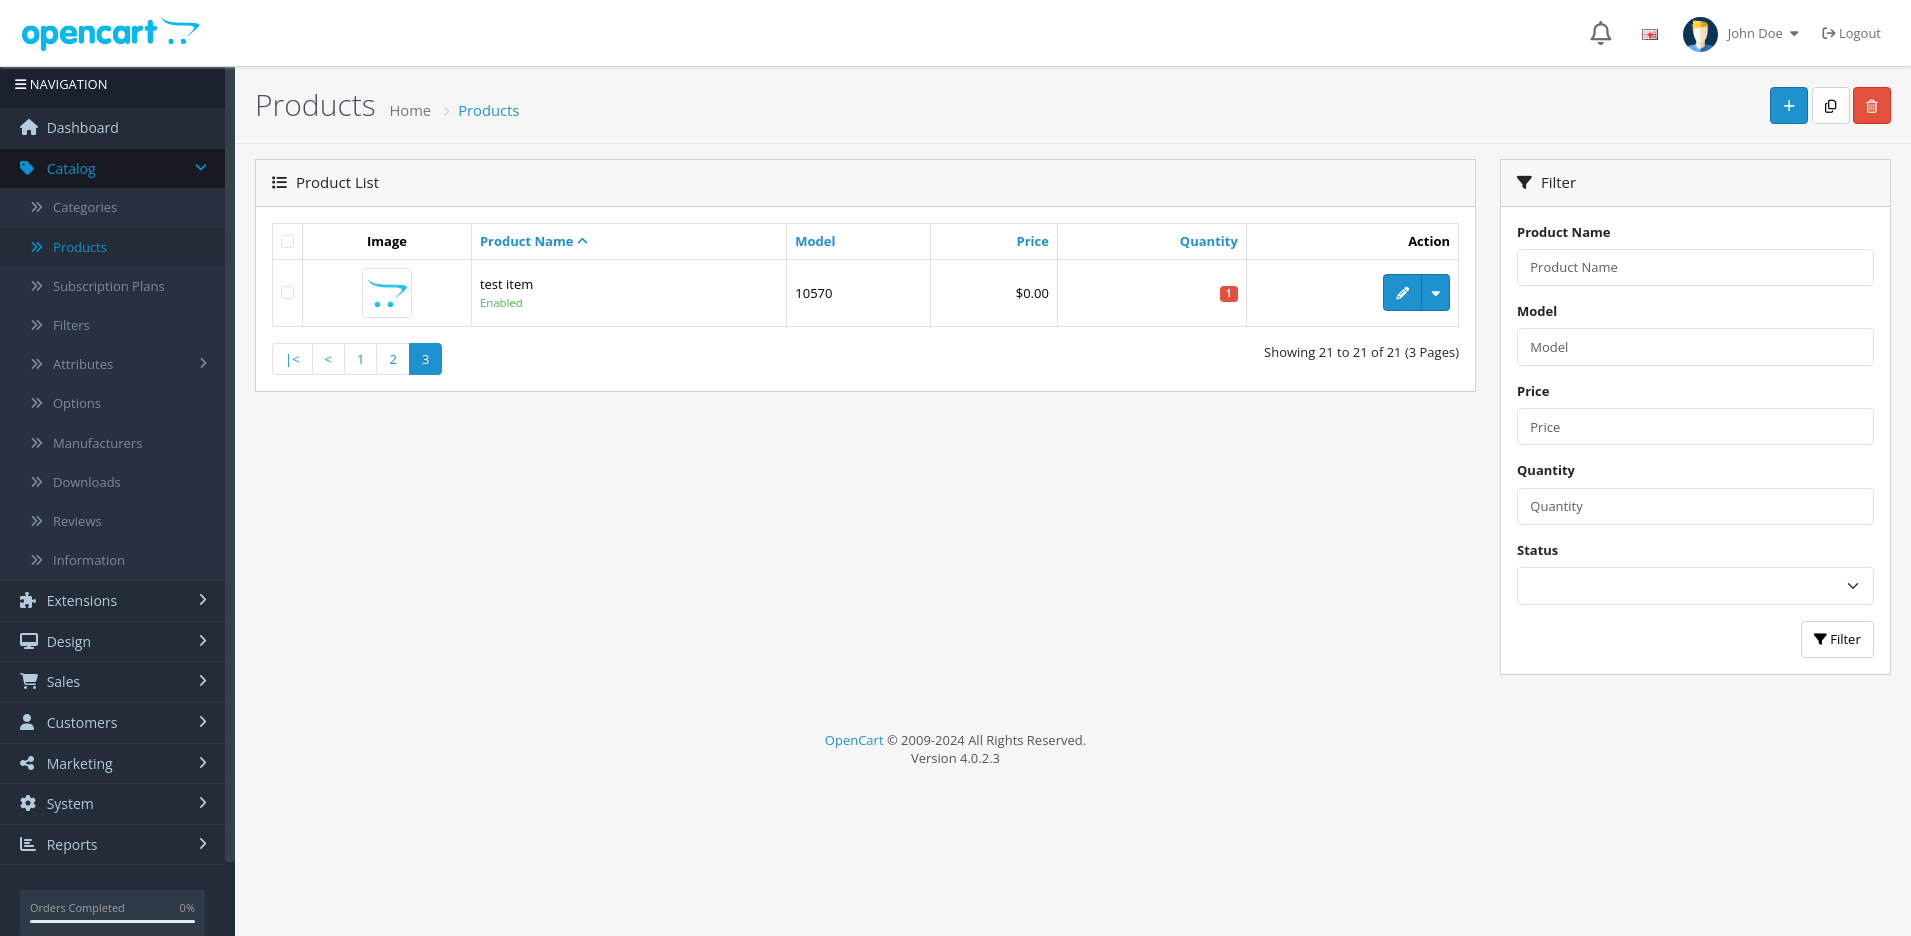 opencart
John Doe
Logout
NAVIGATION
Dashboard
Catalog
Categories
Products
Subscription Plans
Filters
Attributes
Options
Manufacturers
Downloads
Reviews
Information
Extensions
Design
Sales
Customers
Marketing
System
Reports
Orders Completed 0%
Products Home > Products
Product List
Image Product Name Model Price Quantity Action
test item 10570 $0.00 1
Enabled
|< < 1 2 3
Showing 21 to 21 of 21 (3 Pages)
Filter
Product Name
Product Name
Model
Model
Price
Price
Quantity
Quantity
Status
Filter
OpenCart © 2009-2024 All Rights Reserved.
Version 4.0.2.3